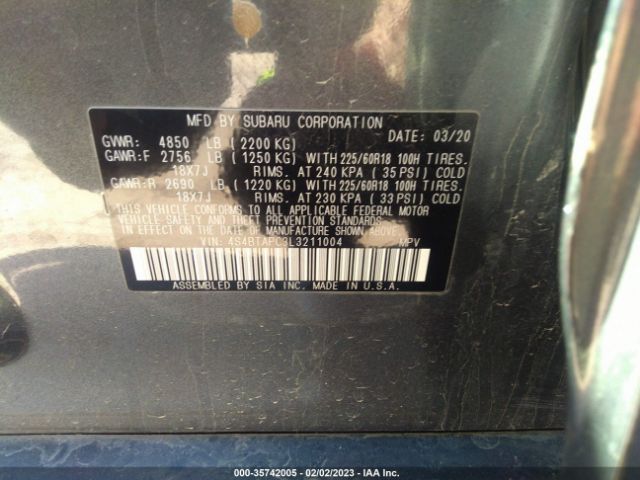 MFD BY SUBARU CORPORATION
DATE: 03/20
GVWR: 4850 LB (2200 KG)
GAWR:F 2756 LB (1250 KG) WITH 225/60R18 100H TIRES.
18X7J RIMS. AT 240 KPA (35 PSI) COLD
GAWR:R 2690 LB (1220 KG) WITH 225/60R18 100H TIRES.
18X7J RIMS. AT 230 KPA (33 PSI) COLD
THIS VEHICLE CONFORMS TO ALL APPLICABLE FEDERAL MOTOR
VEHICLE SAFETY AND THEFT PREVENTION STANDARDS
IN EFFECT ON THE DATE OF MANUFACTURE SHOWN ABOVE.
VIN: 4S4BTAPC3L3211004 MPV
ASSEMBLED BY SIA INC. MADE IN U.S.A.
000-35742005 - 02/02/2023 - IAA Inc.